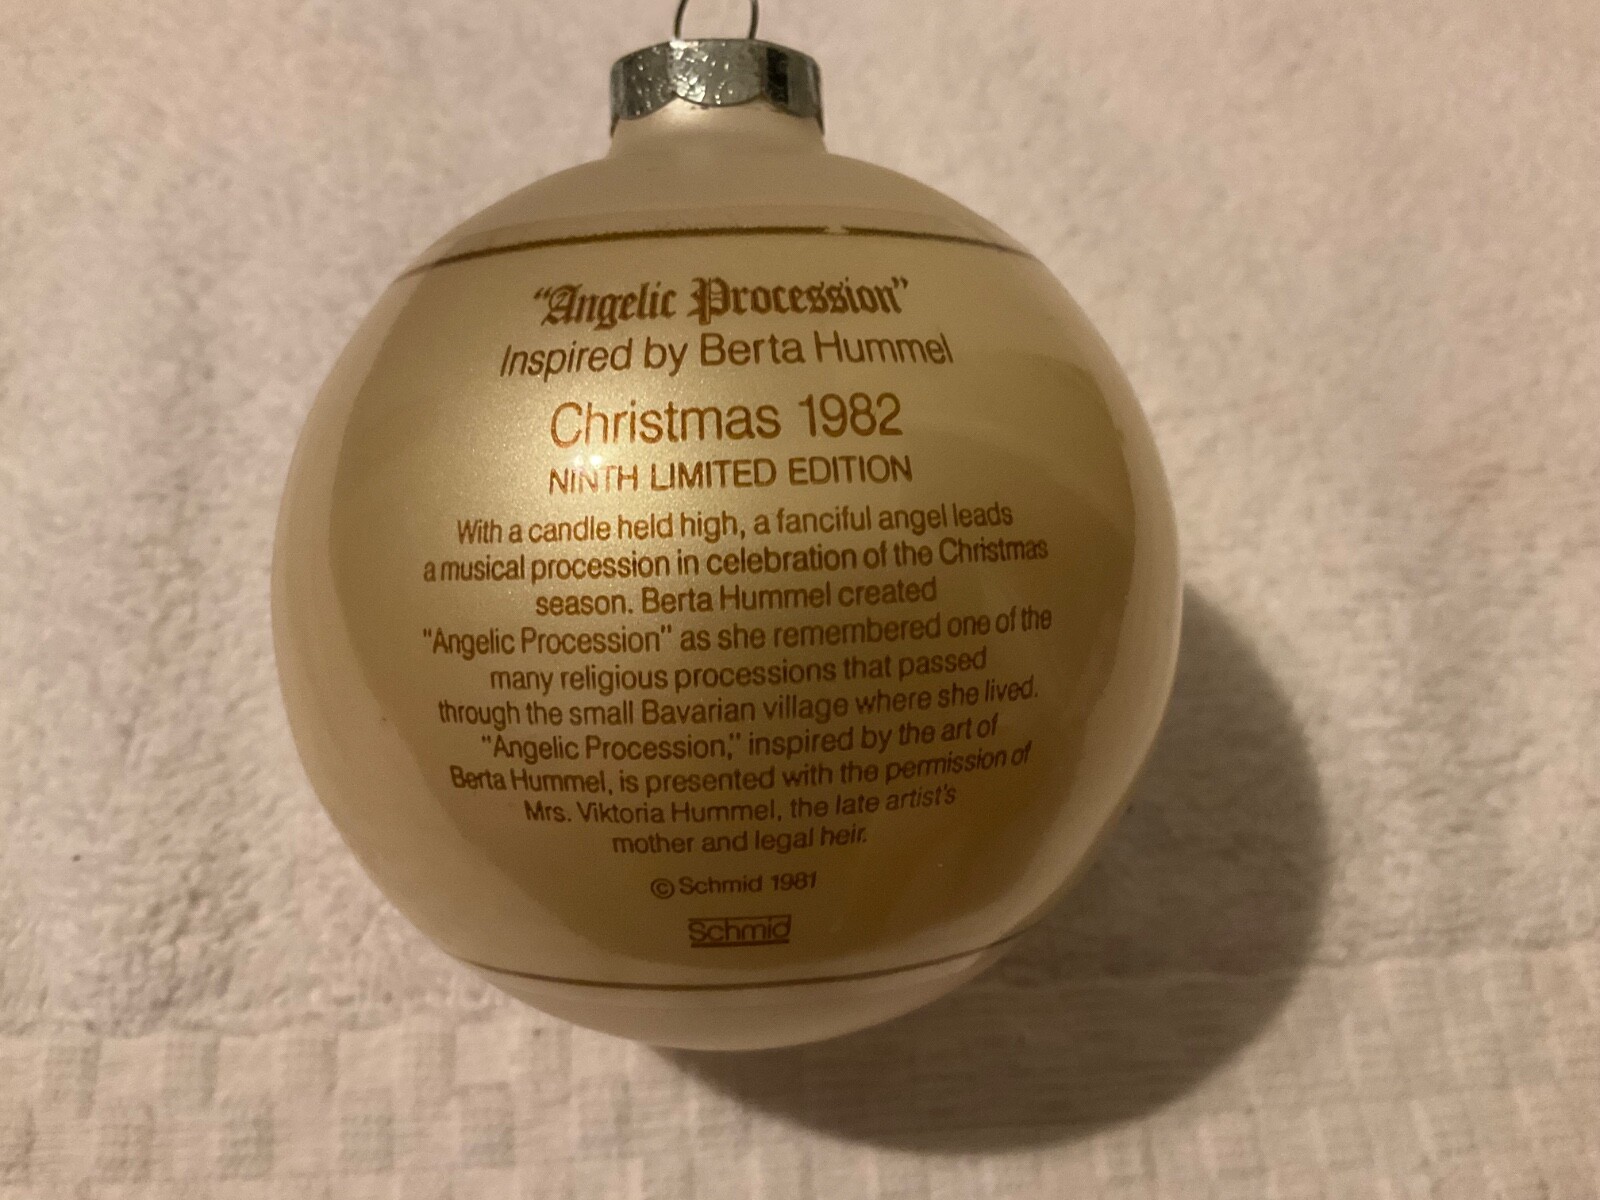 "Angelic Procession"
Inspired by Berta Hummel
Christmas 1982
NINTH LIMITED EDITION
With a candle held high, a fanciful angel leads
a musical procession in celebration of the Christmas
season. Berta Hummel created
"Angelic Procession" as she remembered one of the
many religious processions that passed
through the small Bavarian village where she lived.
"Angelic Procession," inspired by the art of
Berta Hummel, is presented with the permission of
Mrs. Viktoria Hummel, the late artist's
mother and legal heir.
© Schmid 1981
Schmid